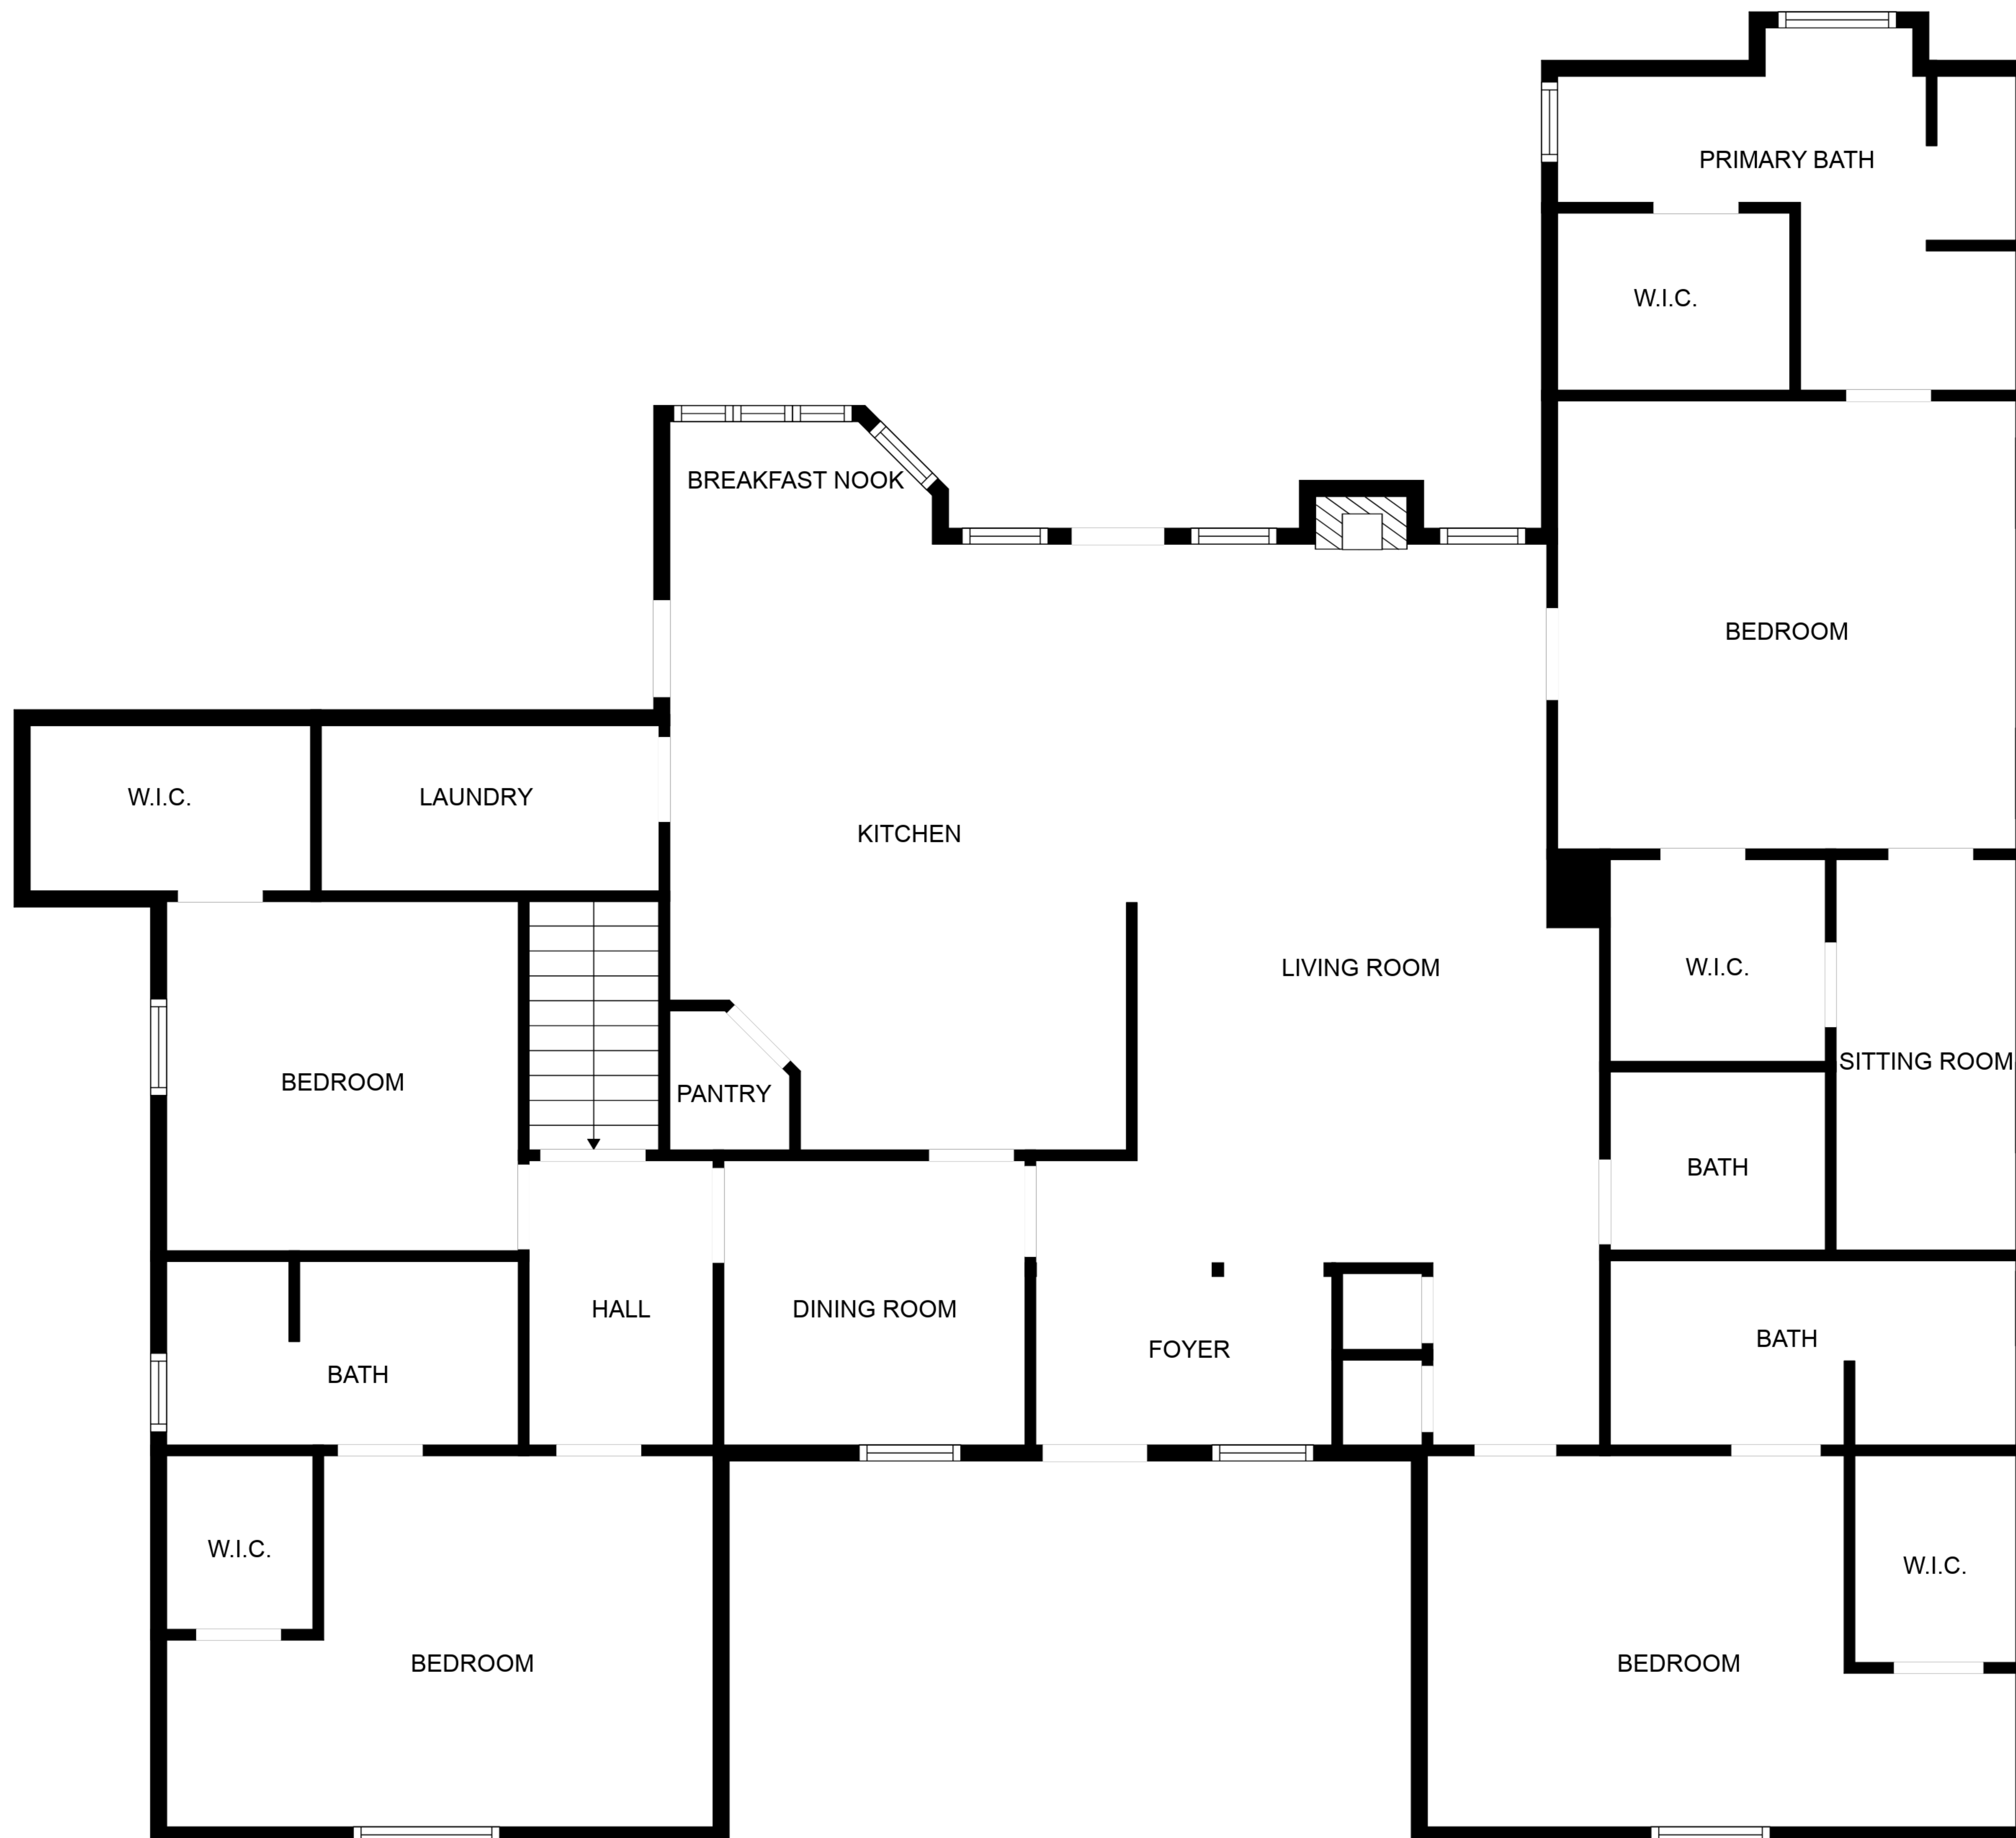 PRIMARY BATH
W.I.C.
BREAKFAST NOOK
BEDROOM
W.I.C.
LAUNDRY
KITCHEN
LIVING ROOM
W.I.C.
SITTING ROOM
BEDROOM
PANTRY
BATH
HALL
DINING ROOM
FOYER
BATH
BATH
W.I.C.
W.I.C.
BEDROOM
BEDROOM